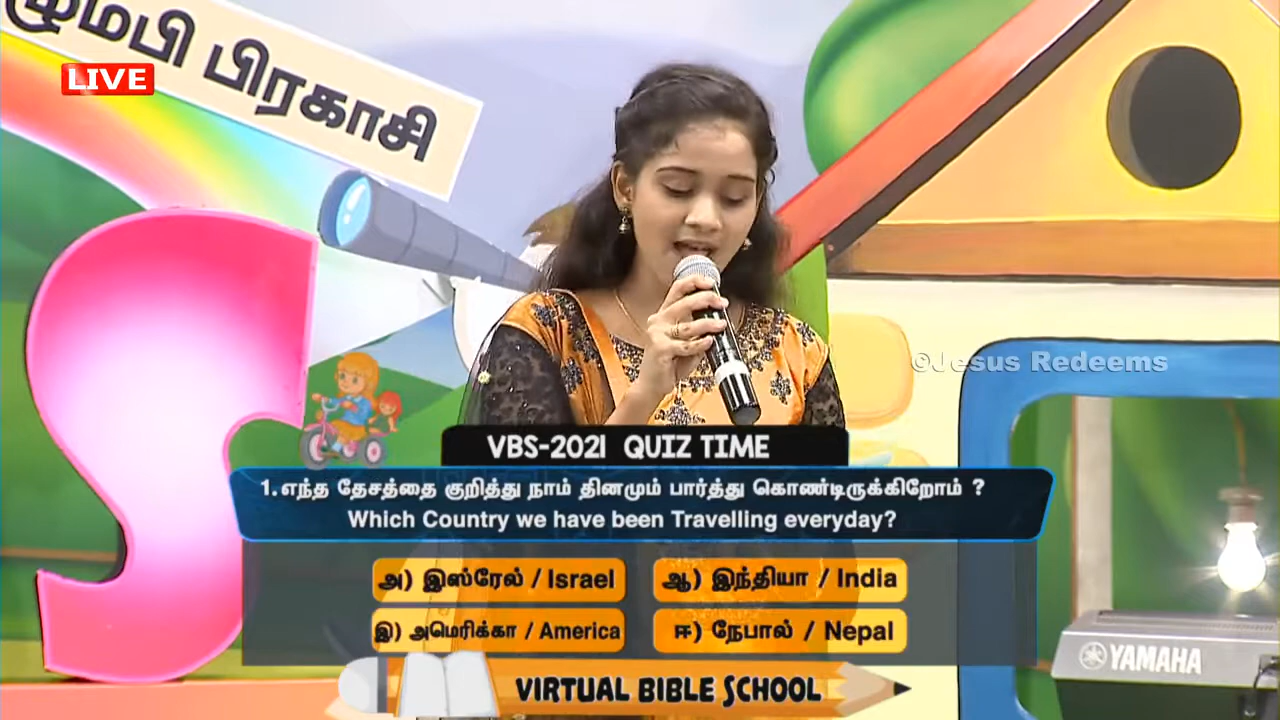 எழும்பி பிரகாசி
LIVE
©Jesus Redeems
VBS-2021 QUIZ TIME
1.எந்த தேசத்தை குறித்து நாம் தினமும் பார்த்து கொண்டிருக்கிறோம் ?
Which Country we have been Travelling everyday?
அ) இஸ்ரேல் / Israel
ஆ) இந்தியா / India
இ) அமெரிக்கா / America
ஈ) நேபால் / Nepal
YAMAHA
VIRTUAL BIBLE SCHOOL
S